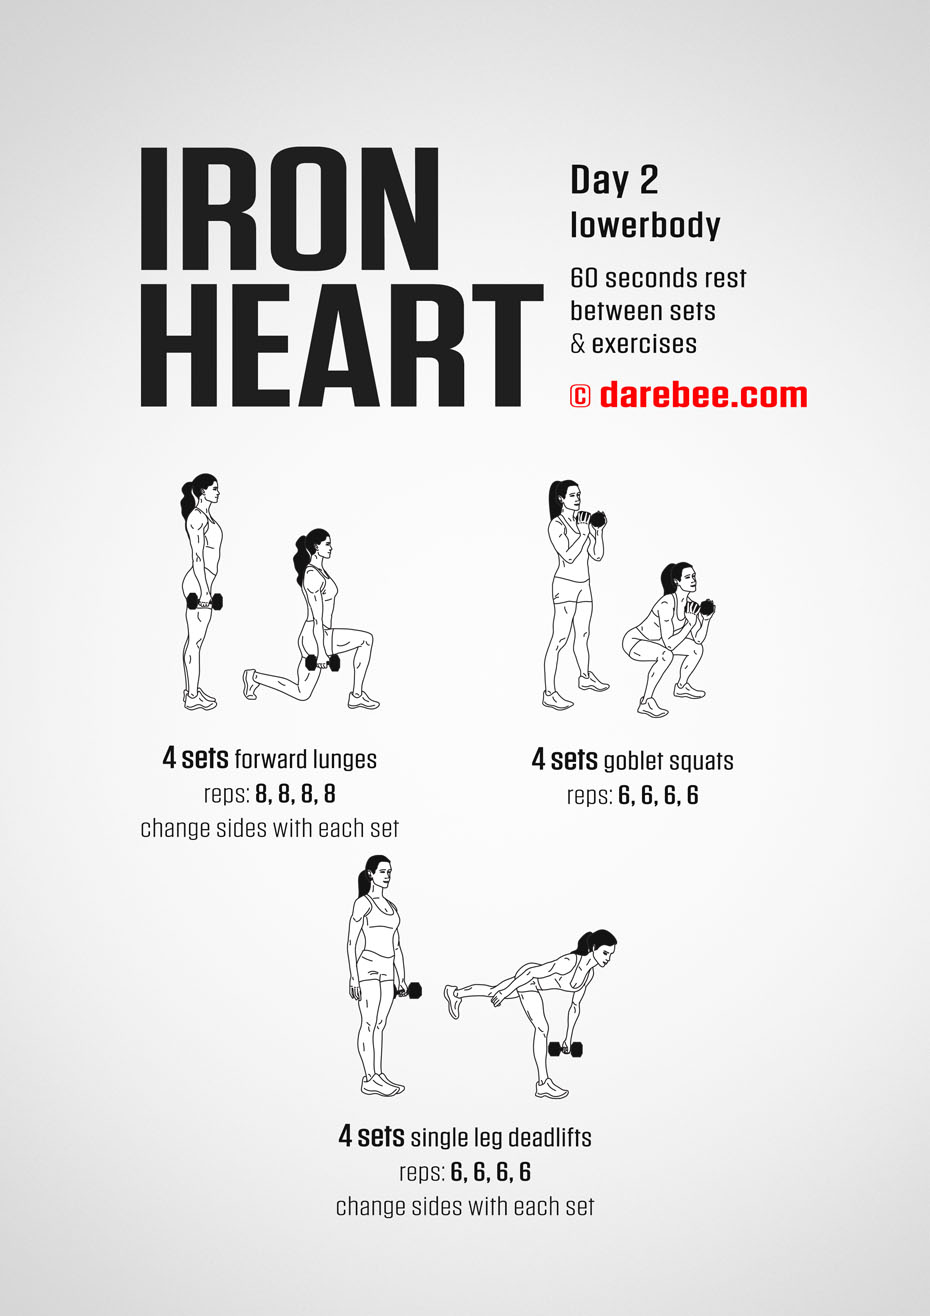 IRON
HEART
Day 2
lowerbody
60 seconds rest
between sets
& exercises
© darebee.com
4 sets forward lunges
reps: 8, 8, 8, 8
change sides with each set
4 sets goblet squats
reps: 6, 6, 6, 6
4 sets single leg deadlifts
reps: 6, 6, 6, 6
change sides with each set